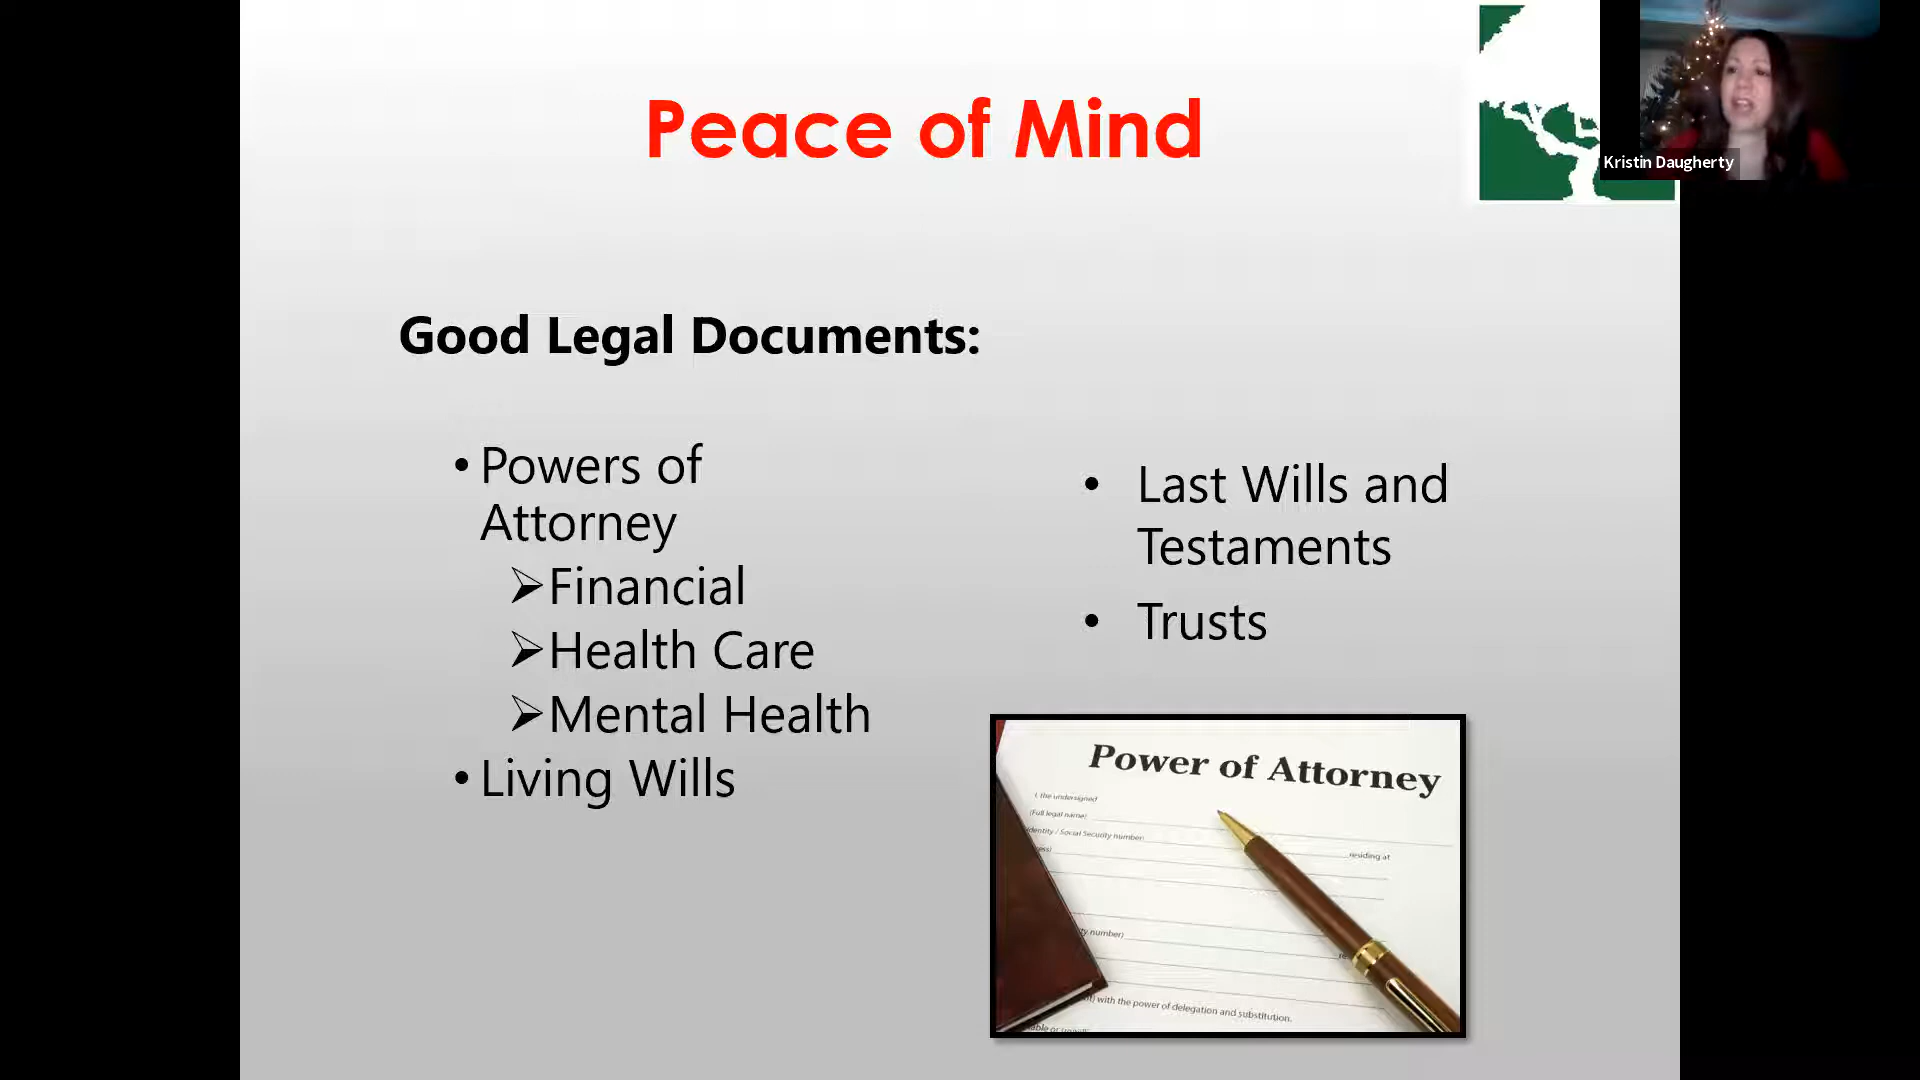 Peace of Mind
Kristin Daugherty
Good Legal Documents:
• Powers of
Attorney
➢Financial
➢Health Care
➢Mental Health
• Living Wills
• Last Wills and
Testaments
• Trusts
Power of Attorney
I, the undersigned
(Full legal name)
Identity / Social Security number)
residing at
ty number)
with the power of delegation and substitution.